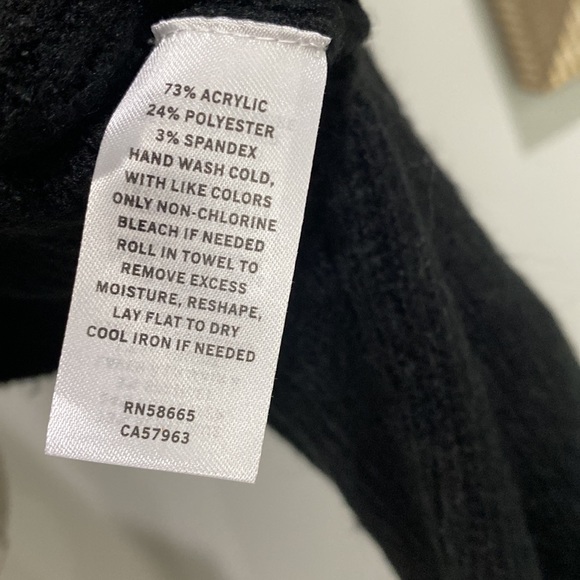 73% ACRYLIC
24% POLYESTER
3% SPANDEX
HAND WASH COLD,
WITH LIKE COLORS
ONLY NON-CHLORINE
BLEACH IF NEEDED
ROLL IN TOWEL TO
REMOVE EXCESS
MOISTURE, RESHAPE,
LAY FLAT TO DRY
COOL IRON IF NEEDED
RN58665
CA57963